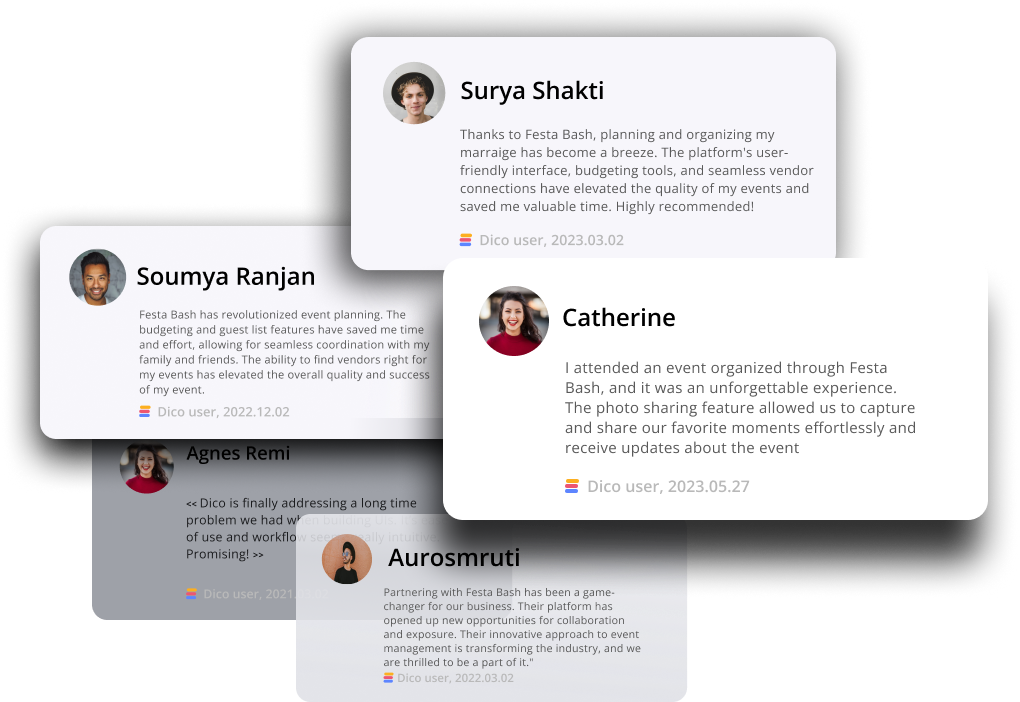 Surya Shakti
Thanks to Festa Bash, planning and organizing my
marraige has become a breeze. The platform's user-
friendly interface, budgeting tools, and seamless vendor
connections have elevated the quality of my events and
saved me valuable time. Highly recommended!
Dico user, 2023.03.02
Soumya Ranjan
Festa Bash has revolutionized event planning. The
budgeting and guest list features have saved me time
and effort, allowing for seamless coordination with my
family and friends. The ability to find vendors right for
my events has elevated the overall quality and success
of my event.
Dico user, 2022.12.02
Catherine
I attended an event organized through Festa
Bash, and it was an unforgettable experience.
The photo sharing feature allowed us to capture
and share our favorite moments effortlessly and
receive updates about the event
Dico user, 2023.05.27
Agnes Remi
<< Dico is finally addressing a long time
problem we had when building UIs. It's
of use and workflow seems really intuitive.
Promising! >>
Dico user, 2021
Aurosmruti
Partnering with Festa Bash has been a game-
changer for our business. Their platform has
opened up new opportunities for collaboration
and exposure. Their innovative approach to event
management is transforming the industry, and we
are thrilled to be a part of it."
Dico user, 2022.03.02